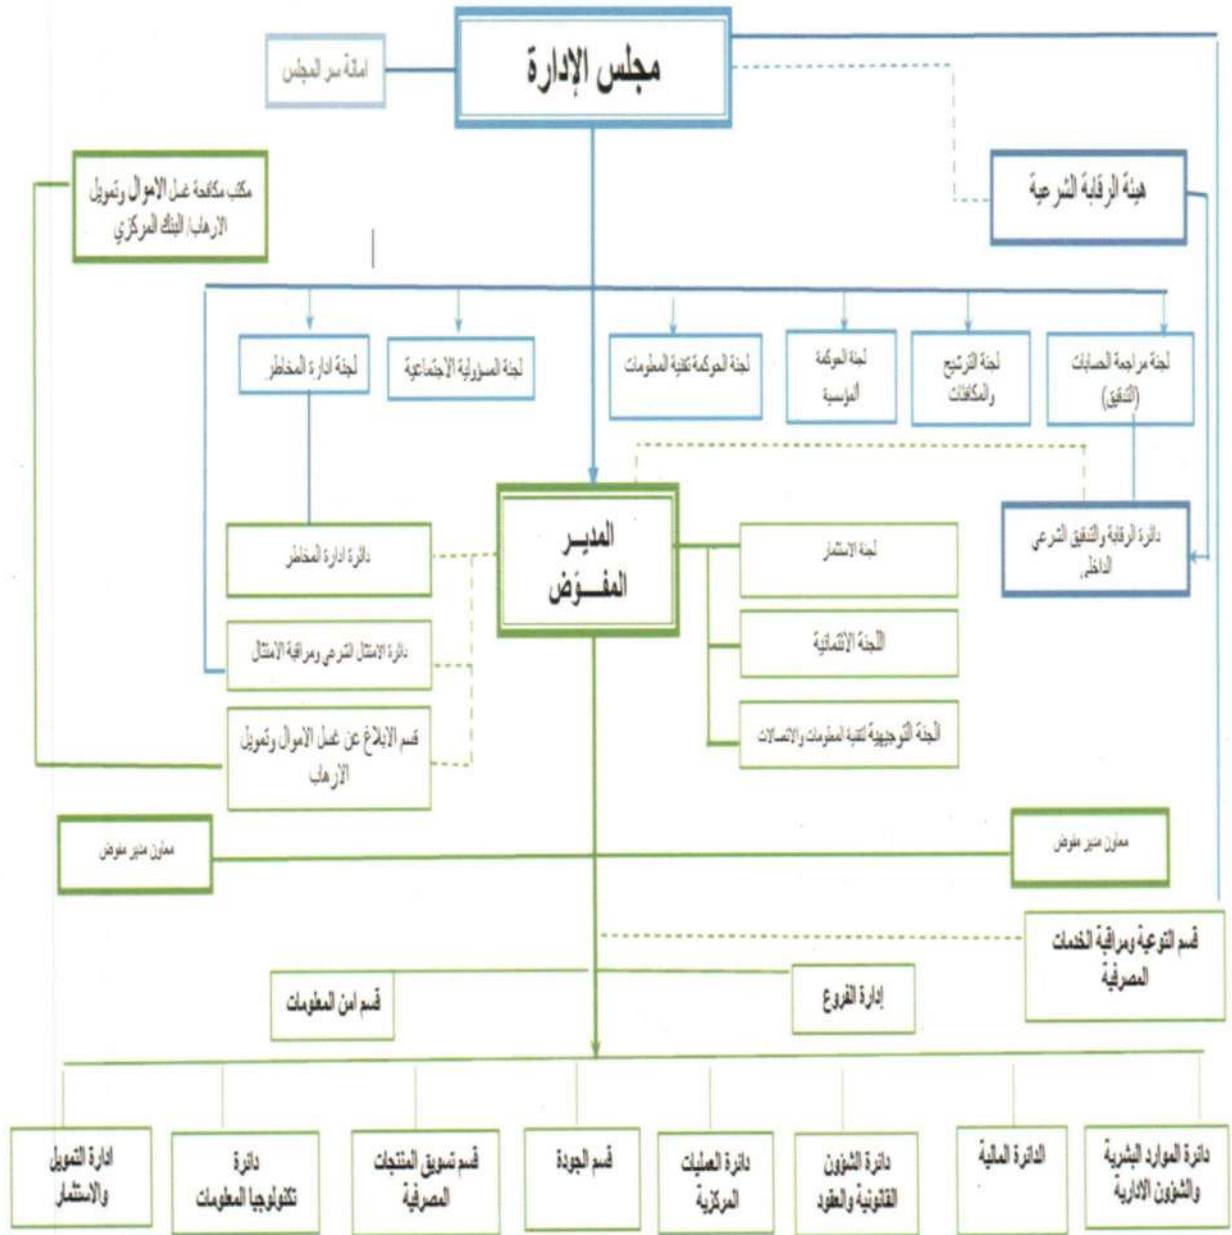 مجلس الإدارة
امانة سر المجلس
هيئة الرقابة الشرعية
مكتب مكافحة غسل الاموال وتمويل
الارهاب/ البنك المركزي
لجنة مراجعة الحسابات
(التدقيق)
لجنة الترشيح
والمكافئات
لجنة الحوكمة
ألمؤسسية
لجنة الحوكمة تقنية المعلومات
لجنة المسؤولية الاجتماعية
لجنة ادارة المخاطر
دائرة الرقابة والتدقيق الشرعي
الداخلي
لجنة الاستثمار
المديـر
المفـــوّض
دائرة ادارة المخاطر
اللجنة الائتمانية
دائرة الامتثال الشرعي ومراقبة الامتثال
الجنة التوجيهية لتقنية المعلومات والاتصالات
قسم الابلاغ عن غسل الاموال وتمويل
الارهاب
معاون مدير مفوض
معاون مدير مفوض
قسم التوعية ومراقبة الخدمات
المصرفية
إدارة الفروع
قسم امن المعلومات
دائرة الموارد البشرية
والشؤون الادارية
الدائرة المالية
دائرة الشؤون
القانونية والعقود
دائرة العمليات
المركزية
قسم الجودة
قسم تسويق المنتجات
المصرفية
دائرة
تكنولوجيا المعلومات
ادارة التمويل
والاستثمار